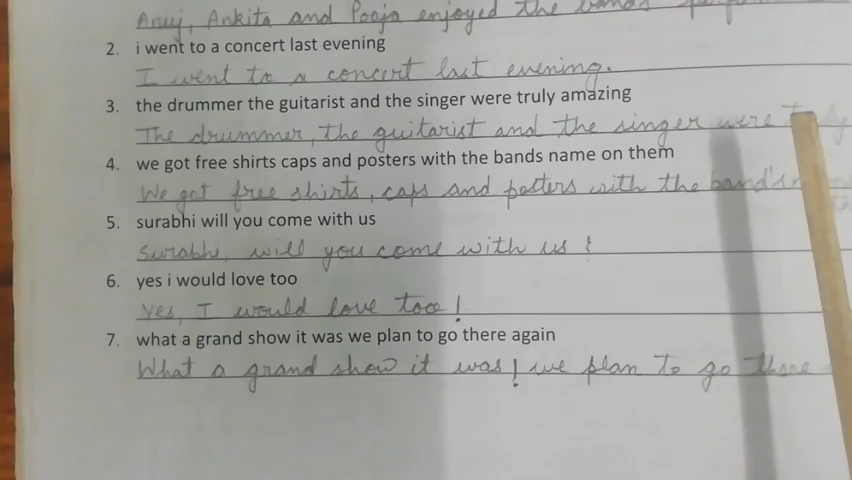 Anuj, Ankita and Pooja enjoyed the bands
2. i went to a concert last evening
I went to a concert last evening.
3. the drummer the guitarist and the singer were truly amazing
The drummer, the guitarist and the singer were
4. we got free shirts caps and posters with the bands name on them
We got free shirts, caps and posters with the band's
5. surabhi will you come with us
Surabhi, will you come with us ?
6. yes i would love too
Yes, I would love too!
7. what a grand show it was we plan to go there again
What a grand show it was! we plan to go there